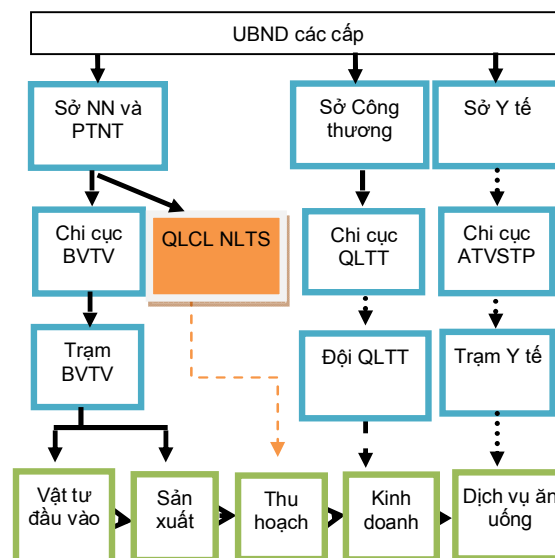 UBND các cấp
Sở NN và
PTNT
Sở Công
thương
Sở Y tế
Chi cục
BVTV
QLCL NLTS
Chi cục
QLTT
Chi cục
ATVSTP
Trạm
BVTV
Đội QLTT
Trạm Y tế
Vật tư
đầu vào
Sản
xuất
Thu
hoạch
Kinh
doanh
Dịch vụ ăn
uống